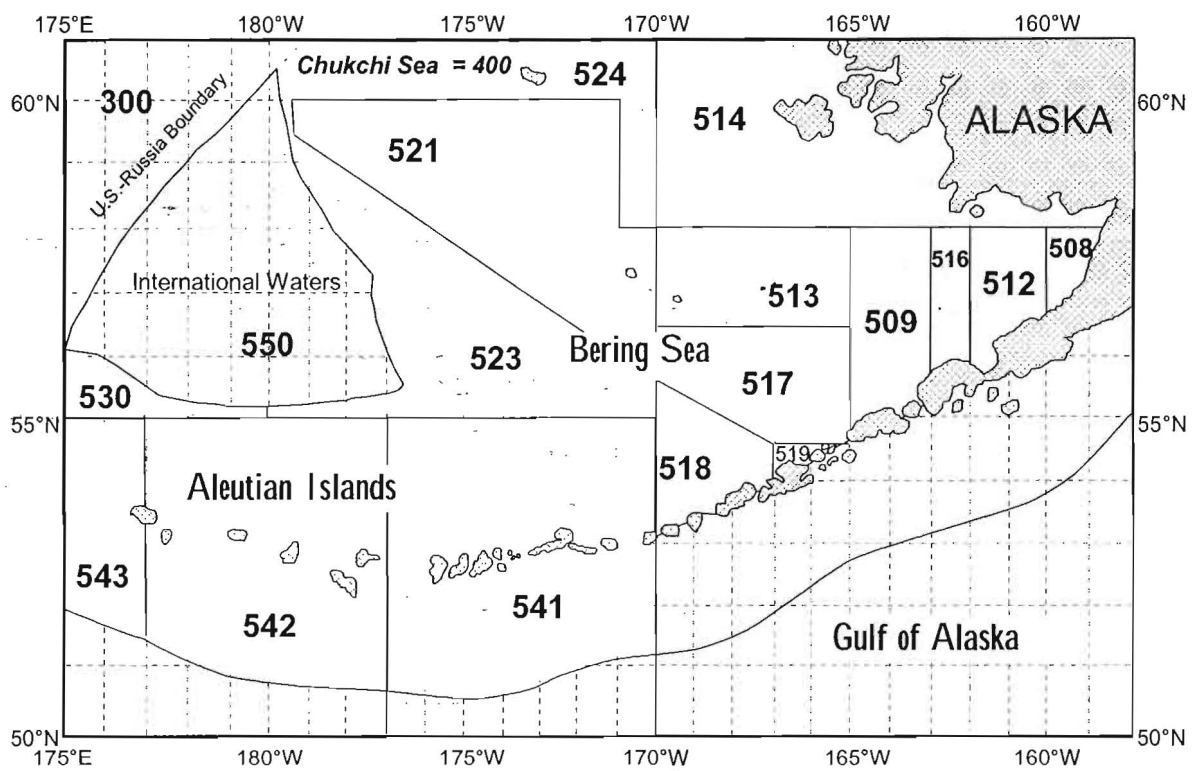 175°E 180°W 175°W 170°W 165°W 160°W
Chukchi Sea = 400
524
60°N
300
514
60°N
ALASKA
U.S.-Russia Boundary
521
508
516
International Waters
513
512
509
550
523
Bering Sea
517
530
55°N
55°N
519
518
Aleutian Islands
543
541
542
Gulf of Alaska
50°N
50°N
175°E 180°W 175°W 170°W 165°W 160°W